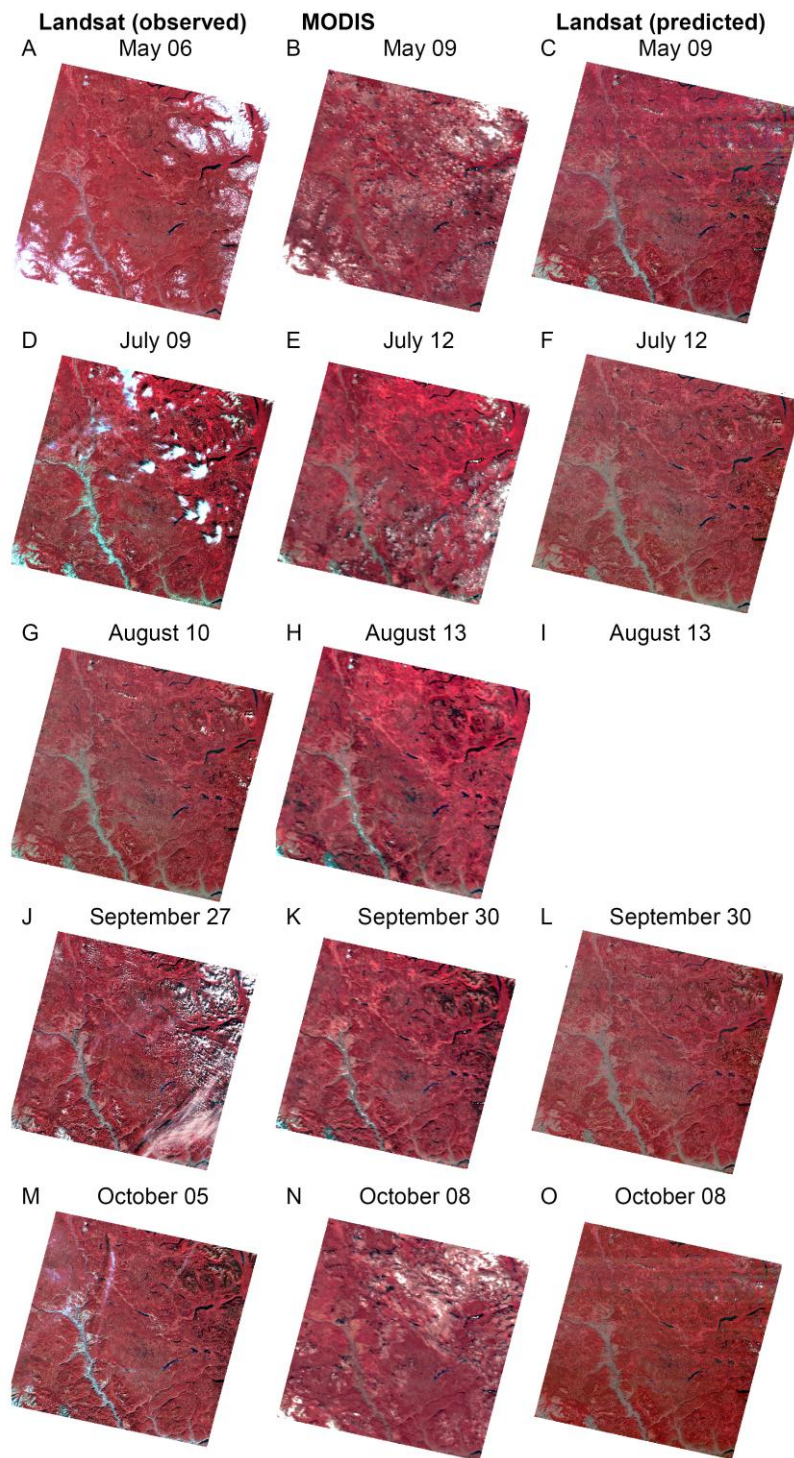 Landsat (observed) MODIS Landsat (predicted)
A May 06 B May 09 C May 09
D July 09 E July 12 F July 12
G August 10 H August 13 I August 13
J September 27 K September 30 L September 30
M October 05 N October 08 O October 08